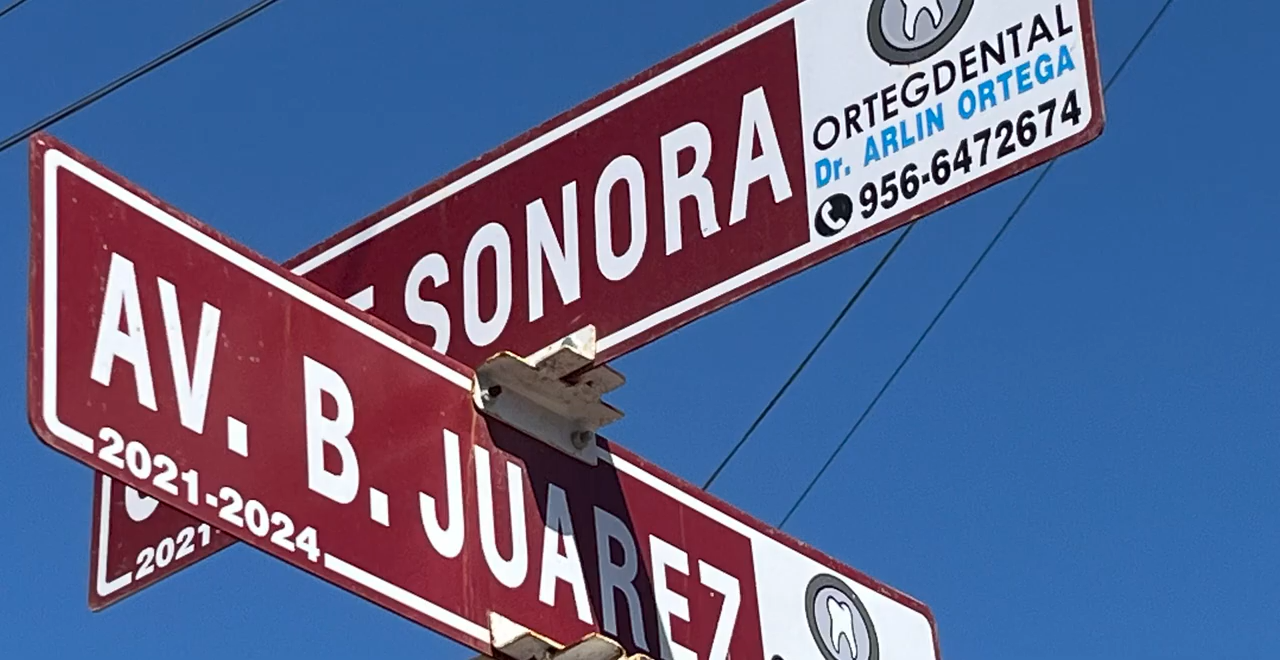 SONORA
ORTEGDENTAL
Dr. ARLIN ORTEGA
956-6472674
AV. B. JUAREZ
2021-2024
2021